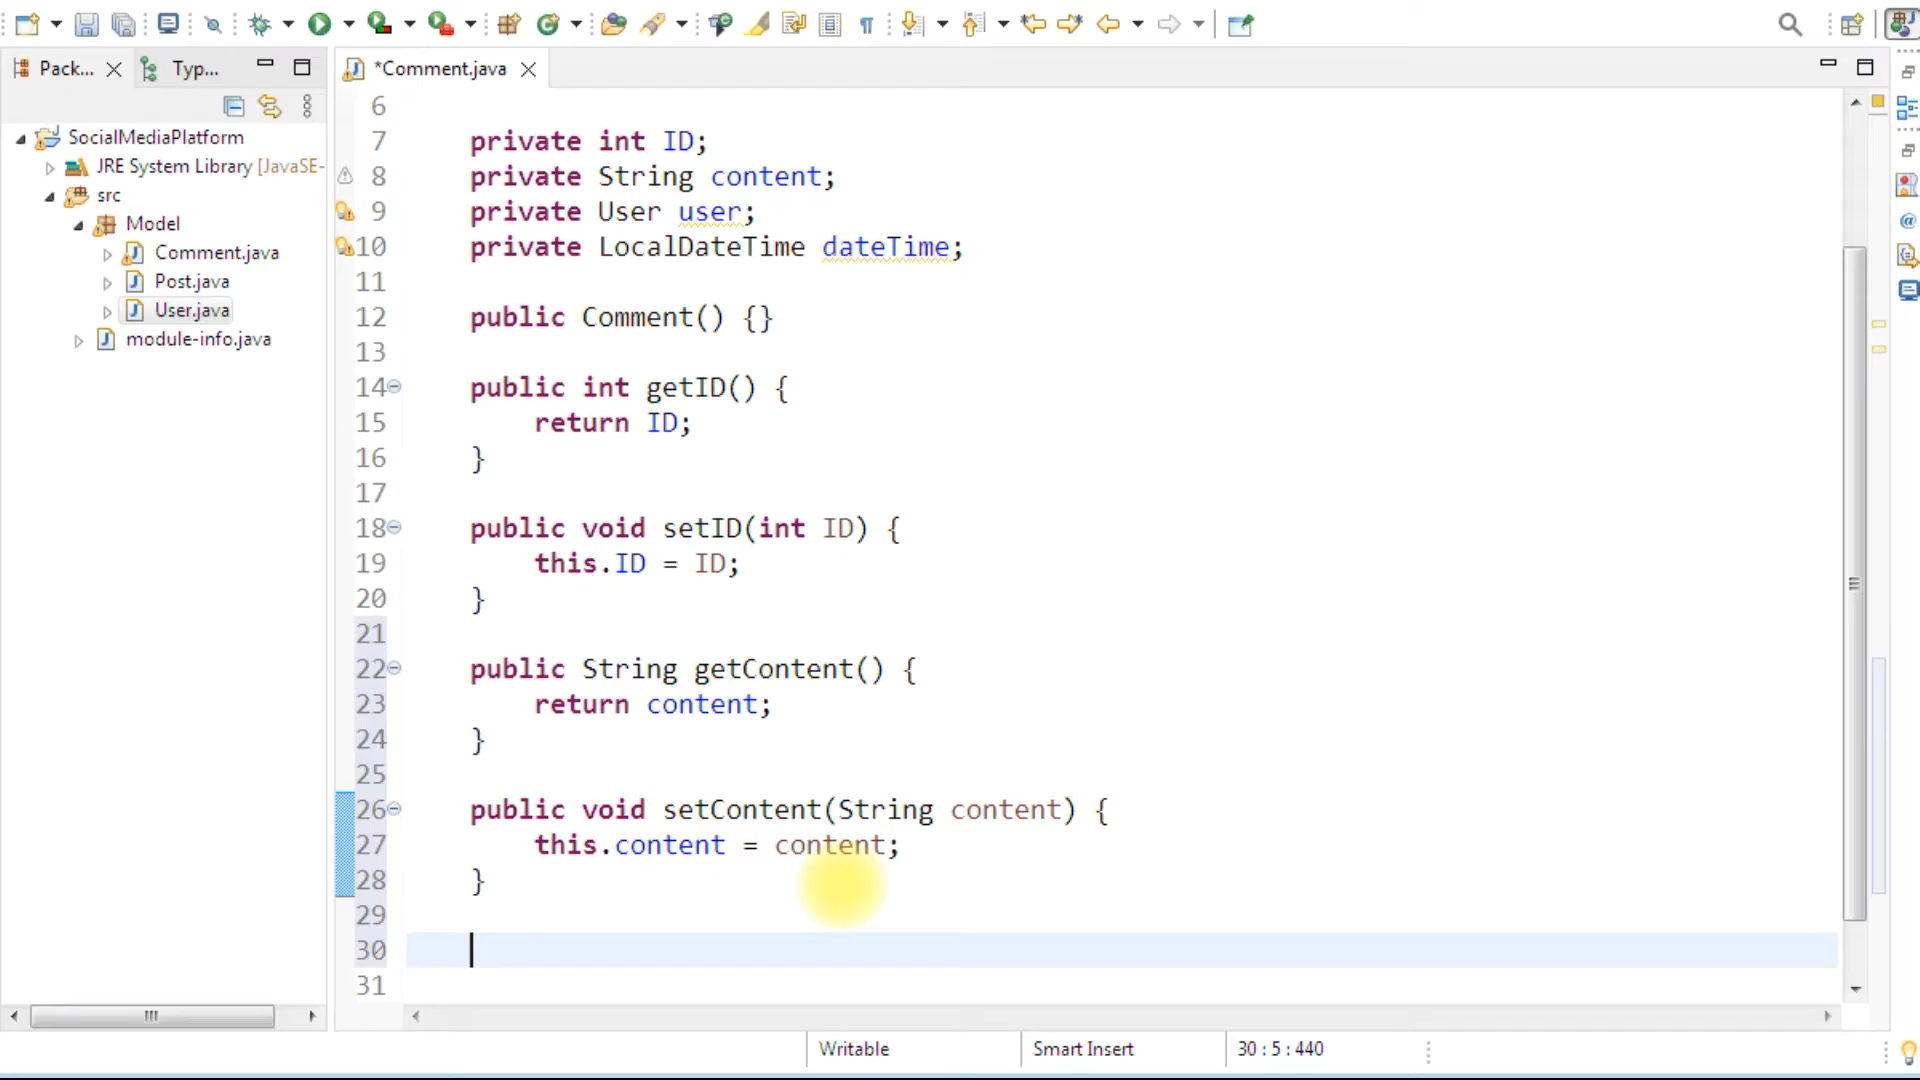 Pack...
Typ...
*Comment.java
SocialMediaPlatform
JRE System Library [JavaSE-
src
Model
Comment.java
Post.java
User.java
module-info.java
6
7 private int ID;
8 private String content;
9 private User user;
10 private LocalDateTime dateTime;
11
12 public Comment() {}
13
14 public int getID() {
15 return ID;
16 }
17
18 public void setID(int ID) {
19 this.ID = ID;
20 }
21
22 public String getContent() {
23 return content;
24 }
25
26 public void setContent(String content) {
27 this.content = content;
28 }
29
30
31
Writable
Smart Insert
30 : 5 : 440